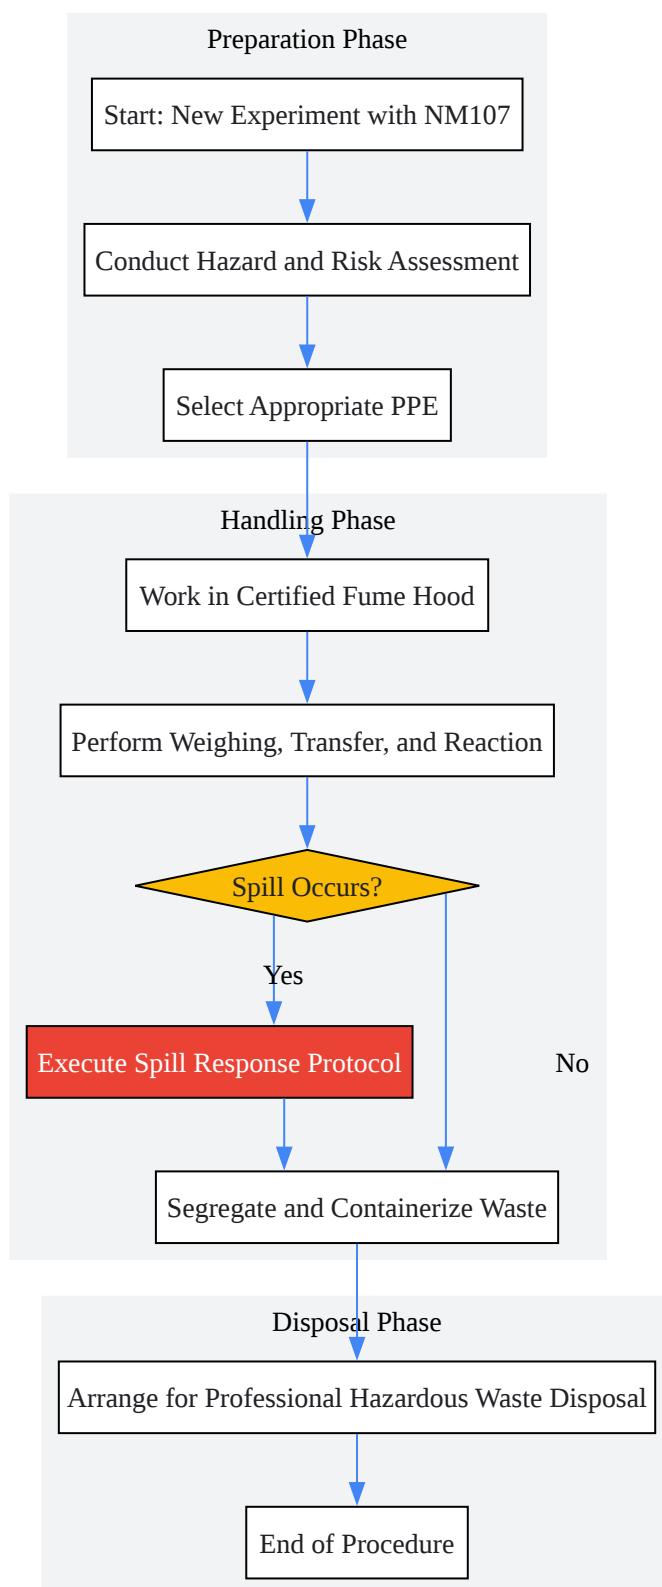 Preparation Phase
Start: New Experiment with NM107
Conduct Hazard and Risk Assessment
Select Appropriate PPE
Handling Phase
Work in Certified Fume Hood
Perform Weighing, Transfer, and Reaction
Spill Occurs?
Yes
Execute Spill Response Protocol
No
Segregate and Containerize Waste
Disposal Phase
Arrange for Professional Hazardous Waste Disposal
End of Procedure